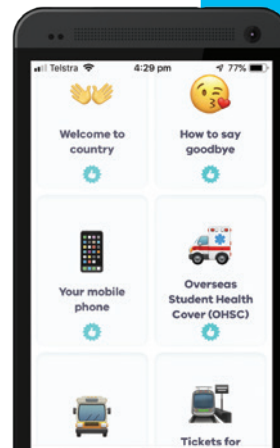 Telstra 4:29 pm 77%
Welcome to
country
How to say
goodbye
Your mobile
phone
Overseas
Student Health
Cover (OHSC)
Tickets for